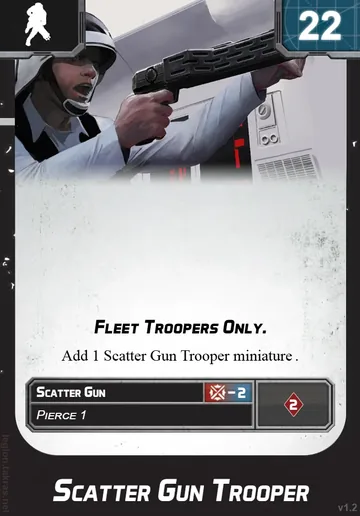 22
Fleet Troopers Only.
Add 1 Scatter Gun Trooper miniature .
Scatter Gun
-2
Pierce 1
2
Scatter Gun Trooper
v1.2